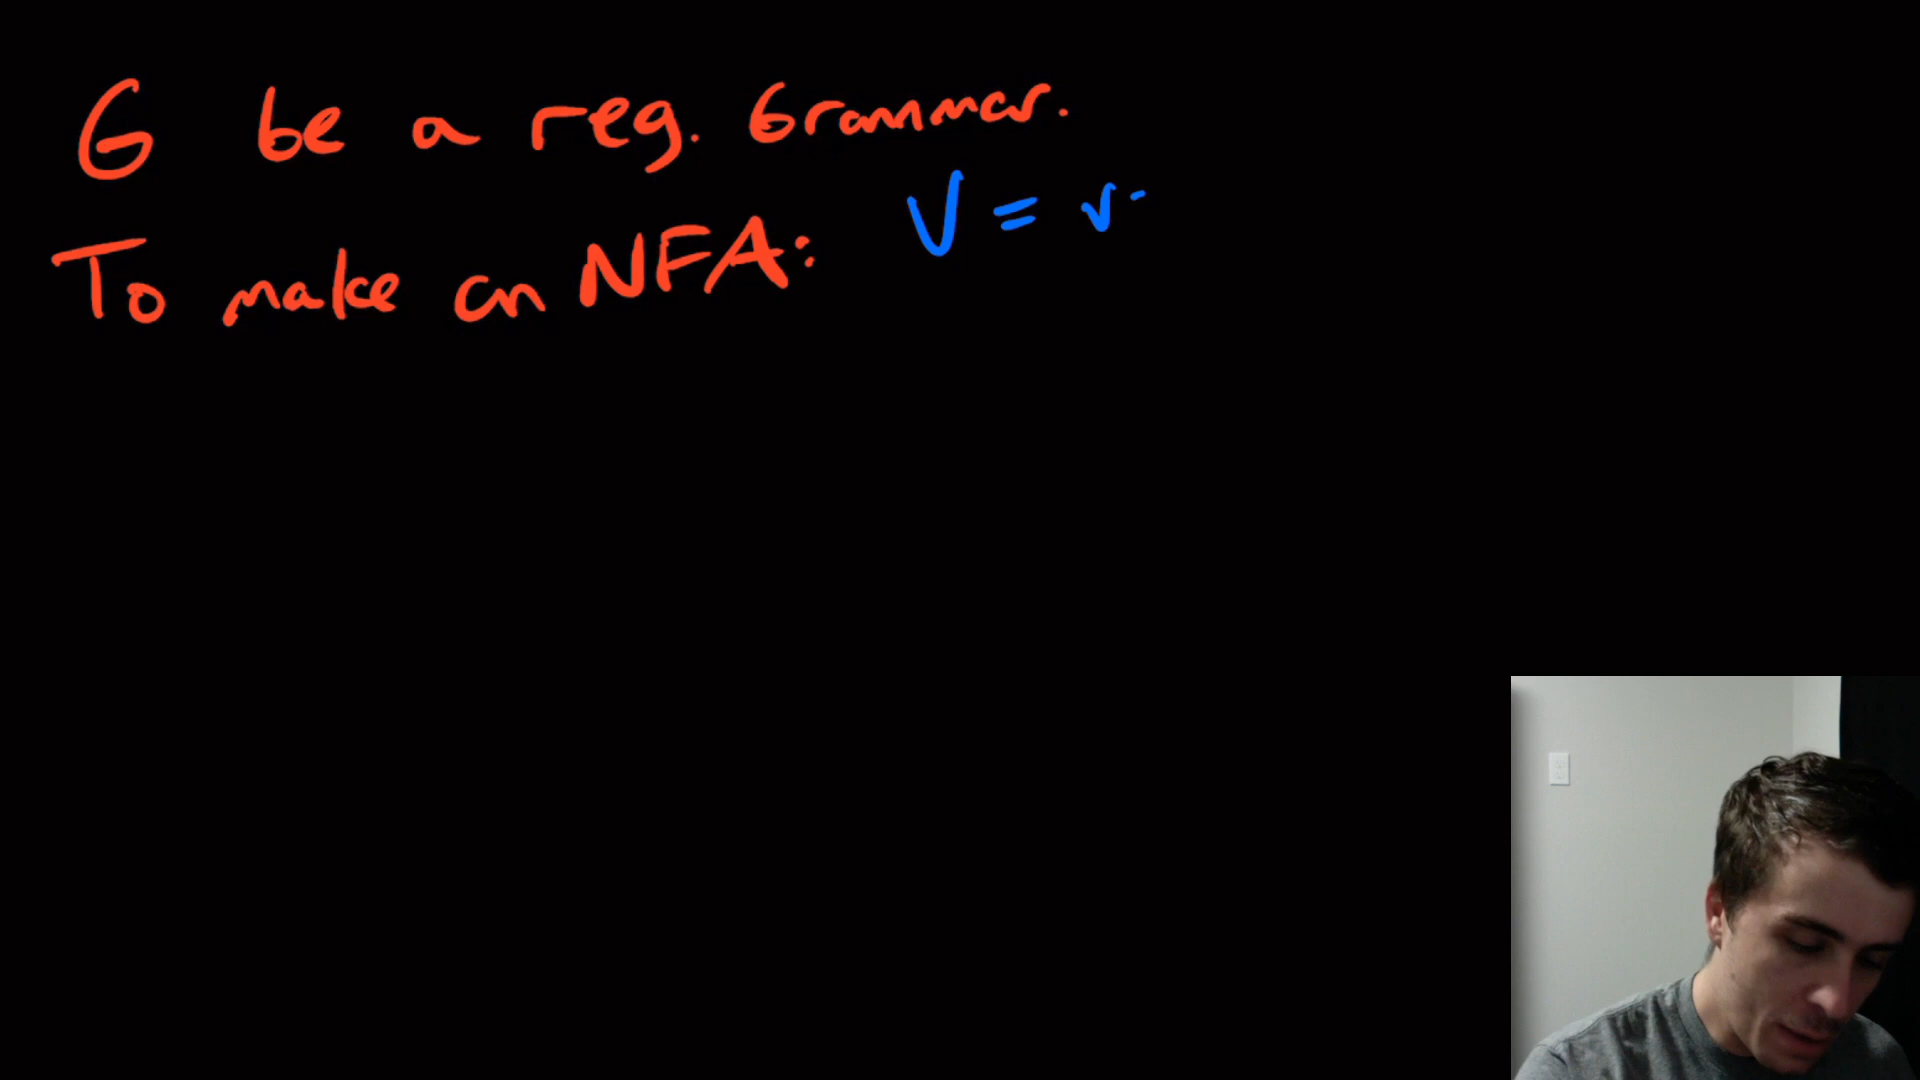 G be a reg. Grammar.
To make an NFA: V = v